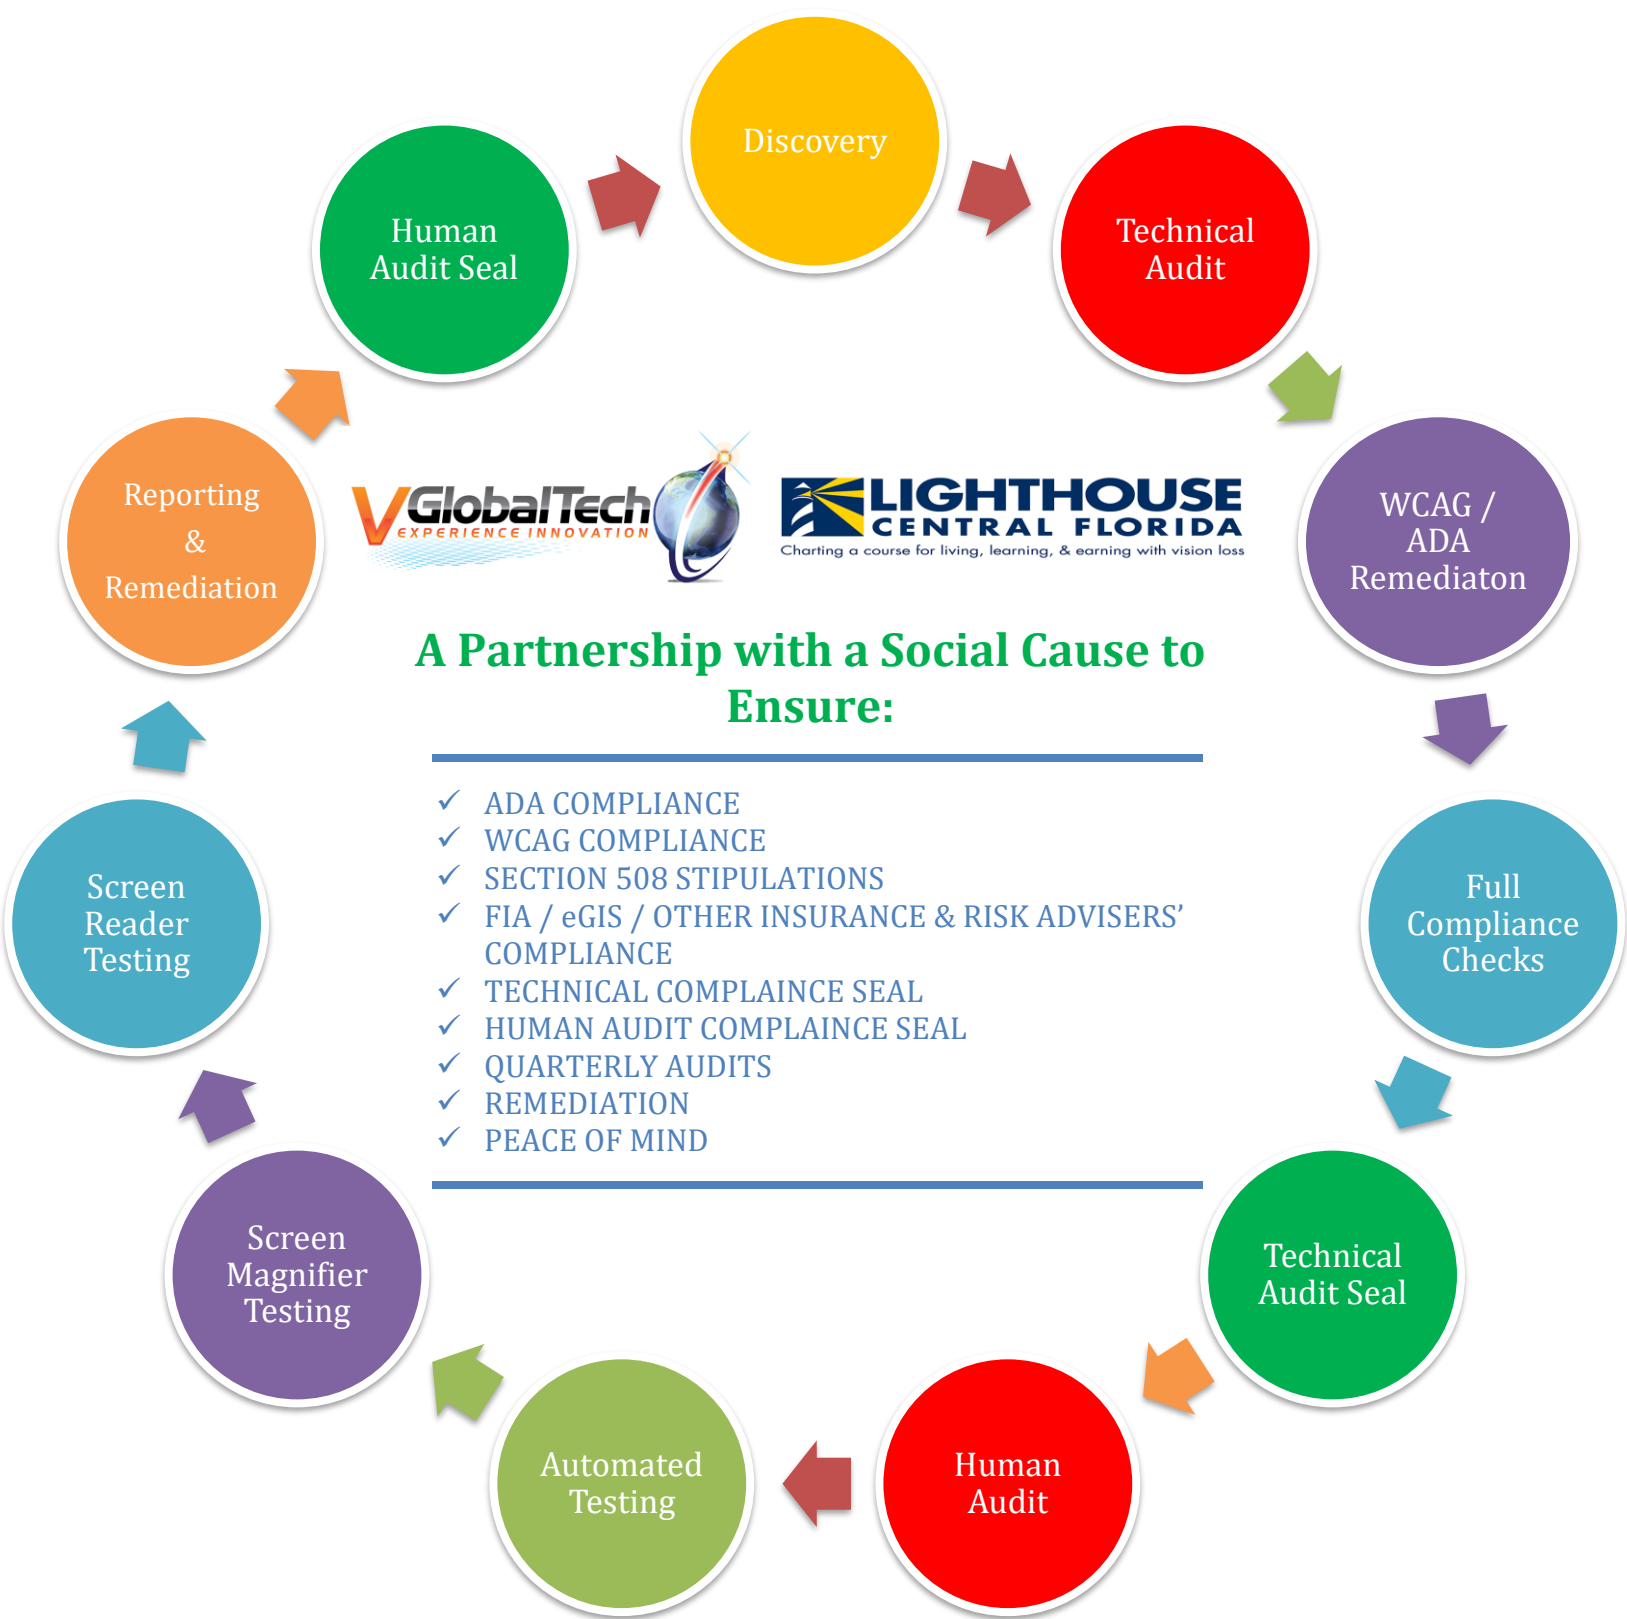 Discovery
Technical
Audit
WCAG /
ADA
Remediaton
Full
Compliance
Checks
Technical
Audit Seal
Human
Audit
Automated
Testing
Screen
Magnifier
Testing
Screen
Reader
Testing
Reporting
&
Remediation
Human
Audit Seal
VGlobalTech
EXPERIENCE INNOVATION
LIGHTHOUSE
CENTRAL FLORIDA
Charting a course for living, learning, & earning with vision loss
A Partnership with a Social Cause to
Ensure:
✓ ADA COMPLIANCE
✓ WCAG COMPLIANCE
✓ SECTION 508 STIPULATIONS
✓ FIA / eGIS / OTHER INSURANCE & RISK ADVISERS’
COMPLIANCE
✓ TECHNICAL COMPLAINCE SEAL
✓ HUMAN AUDIT COMPLAINCE SEAL
✓ QUARTERLY AUDITS
✓ REMEDIATION
✓ PEACE OF MIND